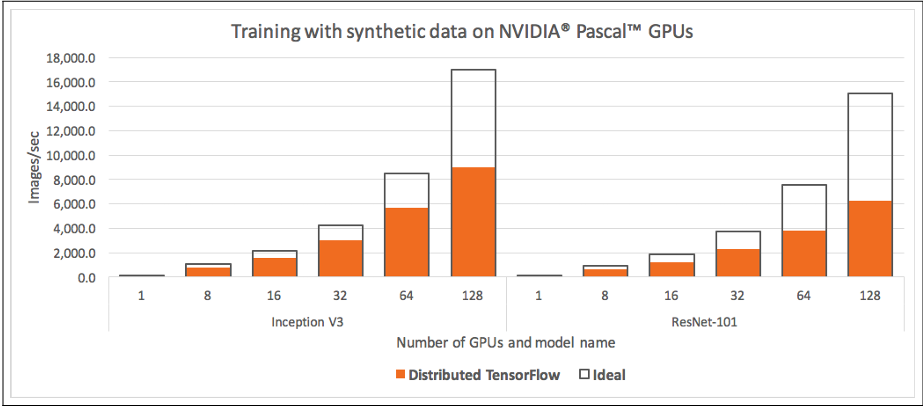 Training with synthetic data on NVIDIA® Pascal™ GPUs
18,000.0
16,000.0
14,000.0
12,000.0
10,000.0
8,000.0
6,000.0
4,000.0
2,000.0
0.0
Images/sec
1 8 16 32 64 128 1 8 16 32 64 128
Inception V3 ResNet-101
Number of GPUs and model name
Distributed TensorFlow Ideal